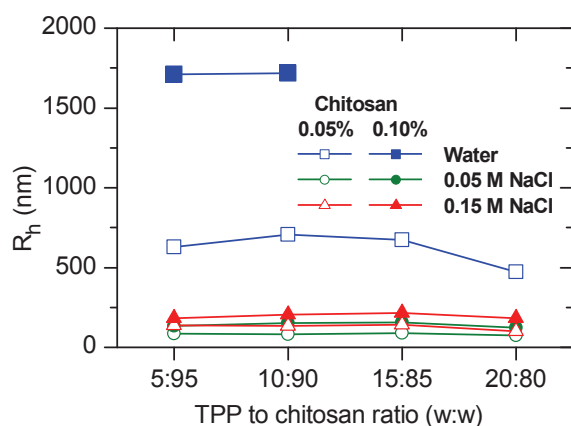 2000
1500
1000
500
0
R_h (nm)
Chitosan
0.05% 0.10%
Water
0.05 M NaCl
0.15 M NaCl
5:95 10:90 15:85 20:80
TPP to chitosan ratio (w:w)